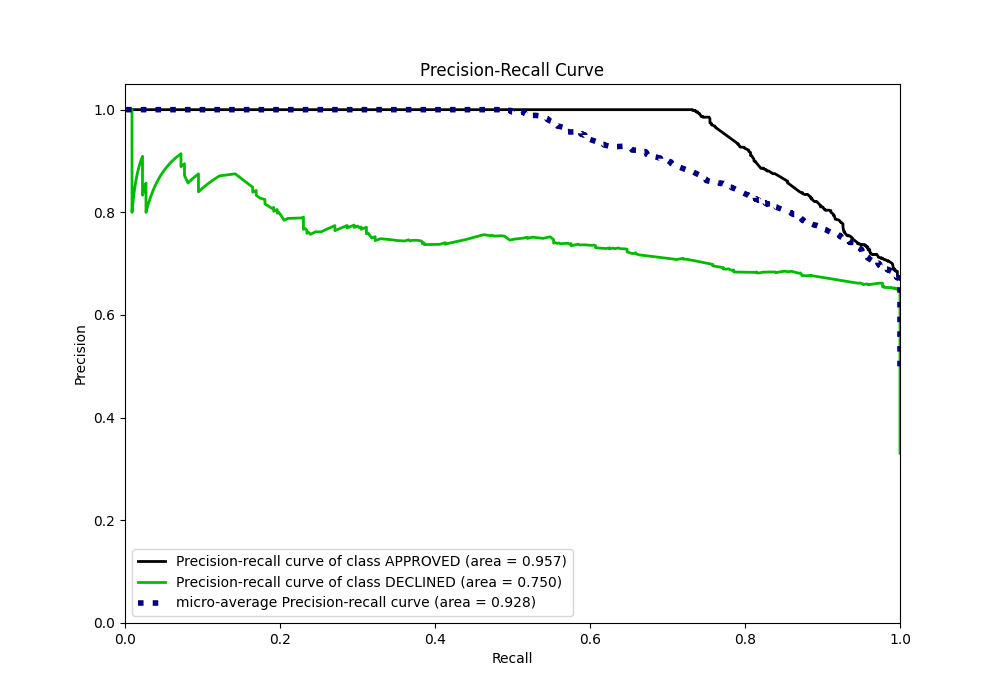 Precision-Recall Curve
1.0
0.8
0.6
0.4
0.2
0.0
Precision
Precision-recall curve of class APPROVED (area = 0.957)
Precision-recall curve of class DECLINED (area = 0.750)
micro-average Precision-recall curve (area = 0.928)
0.0 0.2 0.4 0.6 0.8 1.0
Recall